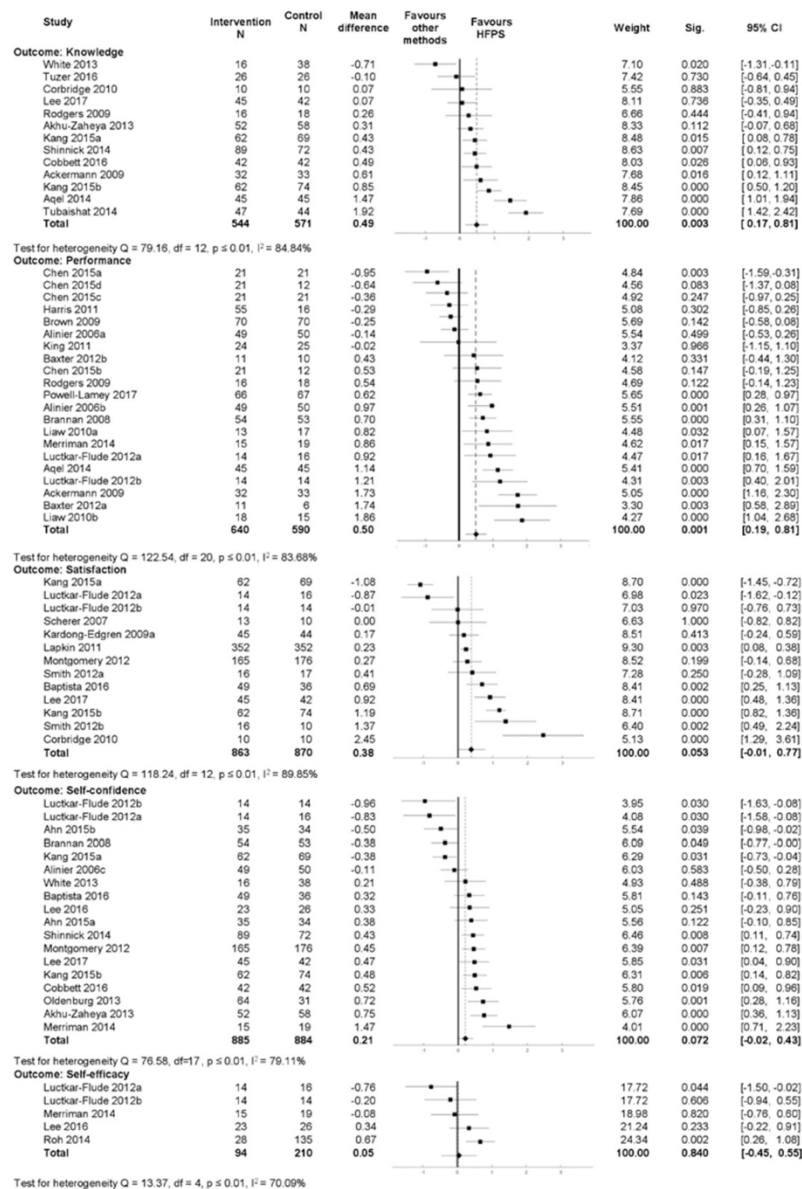 Study Intervention N Control N Mean difference Favours other methods Favours HFPS Weight Sig. 95% CI
Outcome: Knowledge
White 2013 16 38 -0.71 7.10 0.020 [-1.31,-0.11]
Tuzer 2016 26 26 -0.10 7.42 0.730 [-0.64, 0.45]
Corbridge 2010 10 10 0.07 5.55 0.883 [-0.81, 0.94]
Lee 2017 45 42 0.07 8.11 0.736 [-0.35, 0.49]
Rodgers 2009 16 18 0.26 6.66 0.444 [-0.41, 0.94]
Akhu-Zaheya 2013 52 58 0.31 8.33 0.112 [-0.07, 0.68]
Kang 2015a 62 69 0.43 8.48 0.015 [ 0.08, 0.78]
Shinnick 2014 89 72 0.43 8.63 0.007 [ 0.12, 0.75]
Cobbett 2016 42 42 0.49 8.03 0.026 [ 0.06, 0.93]
Ackermann 2009 32 33 0.61 7.68 0.016 [ 0.12, 1.11]
Kang 2015b 62 74 0.85 8.45 0.000 [ 0.50, 1.20]
Aqel 2014 45 45 1.47 7.86 0.000 [ 1.01, 1.94]
Tubaishat 2014 47 44 1.92 7.69 0.000 [ 1.42, 2.42]
Total 544 571 0.49 100.00 0.003 [ 0.17, 0.81]
-1 0 1 2 3
Test for heterogeneity Q = 79.16, df = 12, p ≤ 0.01, I² = 84.84%
Outcome: Performance
Chen 2015a 21 21 -0.95 4.84 0.003 [-1.59,-0.31]
Chen 2015d 21 12 -0.64 4.56 0.083 [-1.37, 0.08]
Chen 2015c 21 21 -0.36 4.92 0.247 [-0.97, 0.25]
Harris 2011 55 16 -0.29 5.08 0.302 [-0.85, 0.26]
Brown 2009 70 70 -0.25 5.69 0.142 [-0.58, 0.08]
Alinier 2006a 49 50 -0.14 5.54 0.499 [-0.53, 0.26]
King 2011 24 25 -0.02 3.37 0.966 [-1.15, 1.10]
Baxter 2012b 11 10 0.43 4.12 0.331 [-0.44, 1.30]
Chen 2015b 21 12 0.53 4.58 0.147 [-0.19, 1.25]
Rodgers 2009 16 18 0.54 4.69 0.122 [-0.14, 1.23]
Powell-Lamey 2017 66 67 0.62 5.65 0.000 [0.28, 0.97]
Alinier 2006b 49 50 0.97 5.51 0.001 [0.26, 1.07]
Brannan 2008 54 53 0.70 5.55 0.000 [0.31, 1.10]
Liaw 2010a 13 17 0.82 4.48 0.032 [0.07, 1.57]
Merriman 2014 15 19 0.86 4.62 0.017 [0.15, 1.57]
Luctkar-Flude 2012a 14 16 0.92 4.47 0.017 [0.16, 1.67]
Aqel 2014 45 45 1.14 5.41 0.000 [0.70, 1.59]
Luctkar-Flude 2012b 14 14 1.21 4.31 0.003 [0.40, 2.01]
Ackermann 2009 32 33 1.73 5.05 0.000 [1.16, 2.30]
Baxter 2012a 11 6 1.74 3.30 0.003 [0.58, 2.89]
Liaw 2010b 18 15 1.86 4.27 0.000 [1.04, 2.68]
Total 640 590 0.50 100.00 0.001 [0.19, 0.81]
-1 0 1 2 3
Test for heterogeneity Q = 122.54, df = 20, p ≤ 0.01, I² = 83.68%
Outcome: Satisfaction
Kang 2015a 62 69 -1.08 8.70 0.000 [-1.45, -0.72]
Luctkar-Flude 2012a 14 16 -0.87 6.98 0.023 [-1.62, -0.12]
Luctkar-Flude 2012b 14 14 -0.01 7.03 0.970 [-0.76, 0.73]
Scherer 2007 13 10 0.00 6.63 1.000 [-0.82, 0.82]
Kardong-Edgren 2009a 45 44 0.17 8.51 0.413 [-0.24, 0.59]
Lapkin 2011 352 352 0.23 9.30 0.003 [0.08, 0.38]
Montgomery 2012 165 176 0.27 8.52 0.199 [-0.14, 0.68]
Smith 2012a 16 17 0.41 7.28 0.250 [-0.28, 1.09]
Baptista 2016 49 36 0.69 8.41 0.002 [0.25, 1.13]
Lee 2017 45 42 0.92 8.41 0.000 [0.48, 1.36]
Kang 2015b 62 74 1.19 8.71 0.000 [0.82, 1.36]
Smith 2012b 16 10 1.37 6.40 0.002 [0.49, 2.24]
Corbridge 2010 10 10 2.45 5.13 0.000 [1.29, 3.61]
Total 863 870 0.38 100.00 0.053 [-0.01, 0.77]
-1 0 1 2 3
Test for heterogeneity Q = 118.24, df = 12, p ≤ 0.01, I² = 89.85%
Outcome: Self-confidence
Luctkar-Flude 2012b 14 14 -0.96 3.95 0.030 [-1.63, -0.08]
Luctkar-Flude 2012a 14 16 -0.83 4.08 0.030 [-1.58, -0.08]
Ahn 2015b 35 34 -0.50 5.54 0.039 [-0.98, -0.02]
Brannan 2008 54 53 -0.38 6.09 0.049 [-0.77, -0.00]
Kang 2015a 62 69 -0.38 6.29 0.031 [-0.73, -0.04]
Alinier 2006c 49 50 -0.11 6.03 0.583 [-0.50, 0.28]
White 2013 16 38 0.21 4.93 0.488 [-0.38, 0.79]
Baptista 2016 49 36 0.32 5.81 0.143 [-0.11, 0.76]
Lee 2016 23 26 0.33 5.05 0.251 [-0.23, 0.90]
Ahn 2015a 35 34 0.38 5.56 0.122 [-0.10, 0.85]
Shinnick 2014 89 72 0.43 6.46 0.008 [0.11, 0.74]
Montgomery 2012 165 176 0.45 6.39 0.007 [0.12, 0.78]
Lee 2017 45 42 0.47 5.85 0.031 [0.04, 0.90]
Kang 2015b 62 74 0.48 6.31 0.006 [0.14, 0.82]
Cobbett 2016 42 42 0.52 5.80 0.019 [0.09, 0.96]
Oldenburg 2013 64 31 0.72 5.76 0.001 [0.28, 1.16]
Akhu-Zaheya 2013 52 58 0.75 6.07 0.000 [0.36, 1.13]
Merriman 2014 15 19 1.47 4.01 0.000 [0.71, 2.23]
Total 885 884 0.21 100.00 0.072 [-0.02, 0.43]
-1 0 1 2 3
Test for heterogeneity Q = 76.58, df=17, p ≤ 0.01, I² = 79.11%
Outcome: Self-efficacy
Luctkar-Flude 2012a 14 16 -0.76 17.72 0.044 [-1.50, -0.02]
Luctkar-Flude 2012b 14 14 -0.20 17.72 0.606 [-0.94, 0.55]
Merriman 2014 15 19 -0.08 18.98 0.820 [-0.76, 0.60]
Lee 2016 23 26 0.34 21.24 0.233 [-0.22, 0.91]
Roh 2014 28 135 0.67 24.34 0.002 [0.26, 1.08]
Total 94 210 0.05 100.00 0.840 [-0.45, 0.55]
-1 0 1 2 3
Test for heterogeneity Q = 13.37, df = 4, p ≤ 0.01, I² = 70.09%